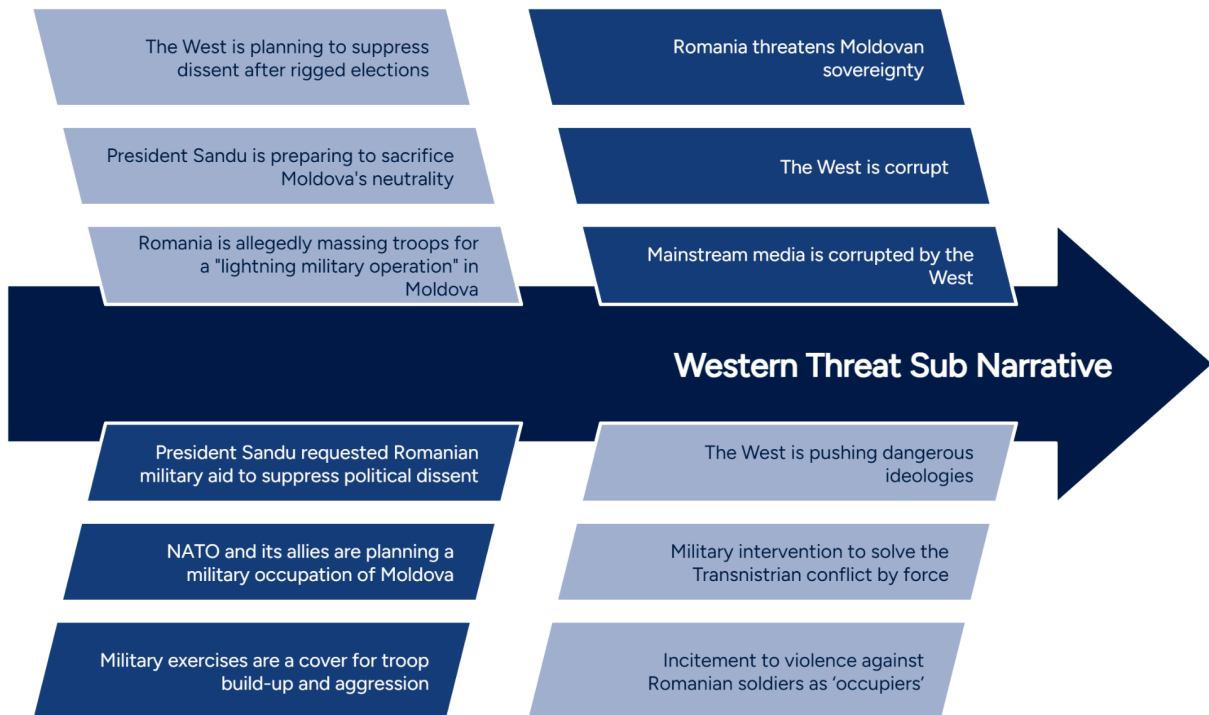 The West is planning to suppress
dissent after rigged elections
President Sandu is preparing to sacrifice
Moldova's neutrality
Romania is allegedly massing troops for
a "lightning military operation" in
Moldova
Romania threatens Moldovan
sovereignty
The West is corrupt
Mainstream media is corrupted by the
West
Western Threat Sub Narrative
President Sandu requested Romanian
military aid to suppress political dissent
NATO and its allies are planning a
military occupation of Moldova
Military exercises are a cover for troop
build-up and aggression
The West is pushing dangerous
ideologies
Military intervention to solve the
Transnistrian conflict by force
Incitement to violence against
Romanian soldiers as ‘occupiers’